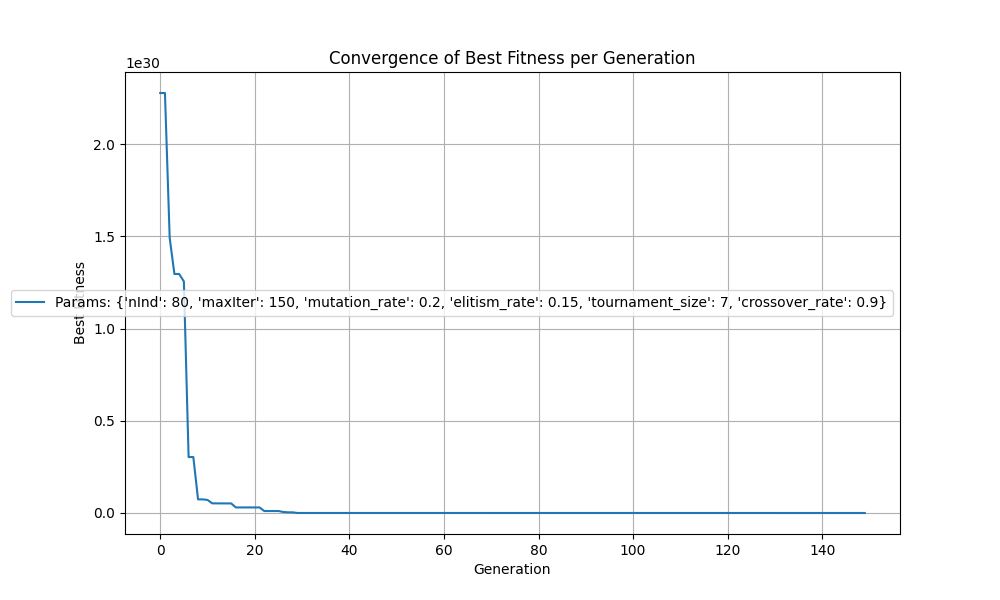 Convergence of Best Fitness per Generation
1e30
2.0
1.5
Params: {'nInd': 80, 'maxIter': 150, 'mutation_rate': 0.2, 'elitism_rate': 0.15, 'tournament_size': 7, 'crossover_rate': 0.9}
Best Fitness
1.0
0.5
0.0
0 20 40 60 80 100 120 140
Generation